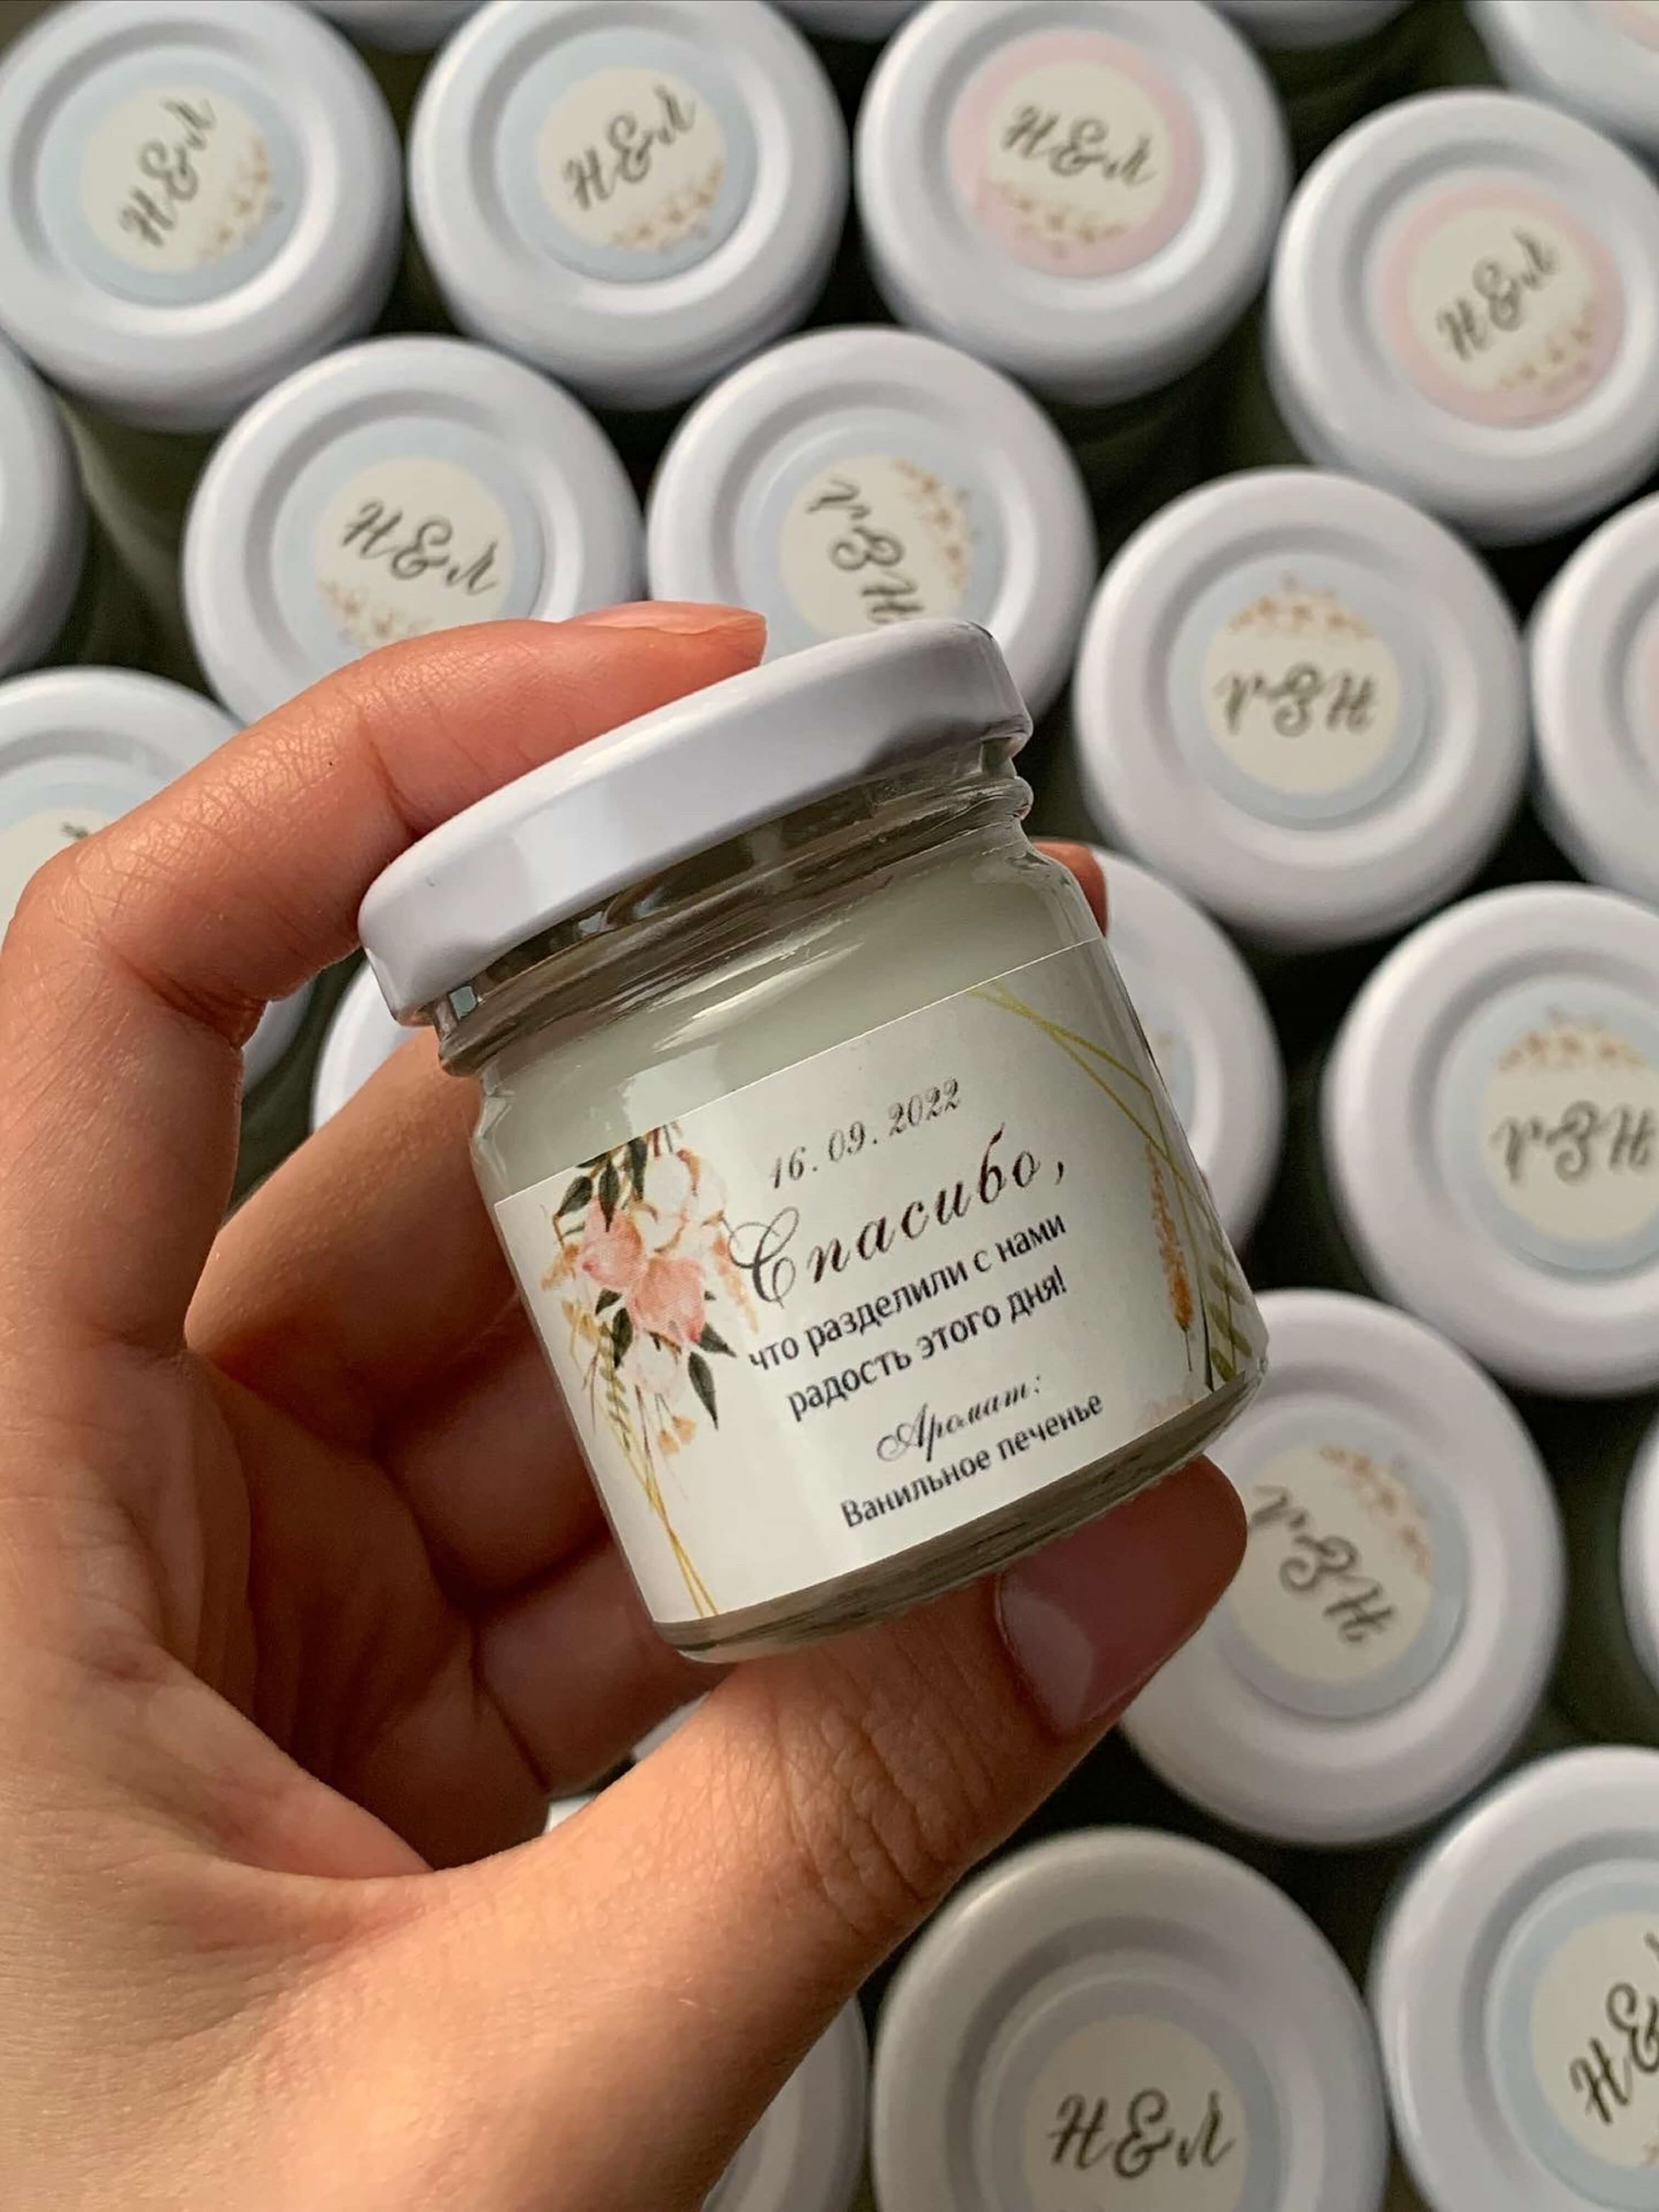 Н&Л
Н&Л
Н&Л
Н&Л
Н&Л
Н&Л
Н&Л
16.09.2022
Спасибо,
что разделили с нами
радость этого дня!
Аромат:
Ванильное печенье
Н&Л
Н&Л
Н&Л
Н&